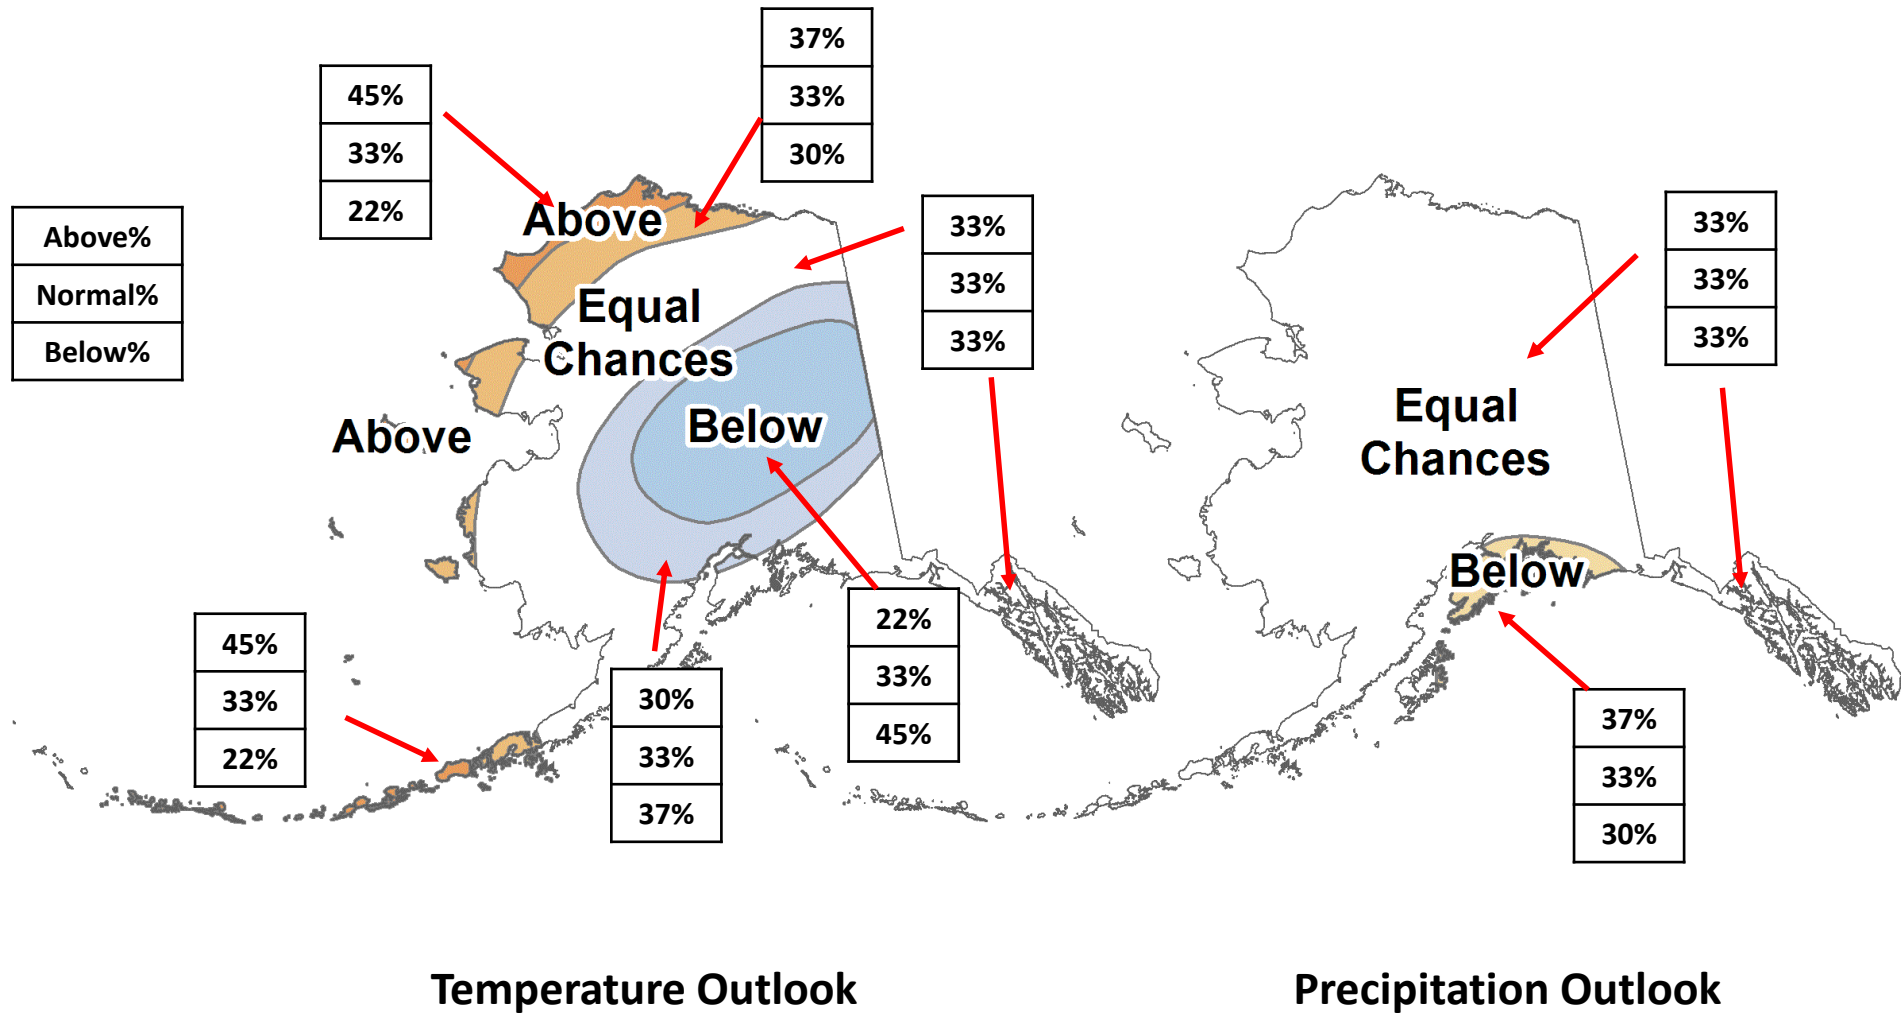 37%
33%
30%
45%
33%
22%
Above%
Normal%
Below%
33%
33%
33%
33%
33%
33%
Above
Equal
Chances
Below
Above
Equal
Chances
Below
45%
33%
22%
30%
33%
37%
22%
33%
45%
37%
33%
30%
Temperature Outlook
Precipitation Outlook